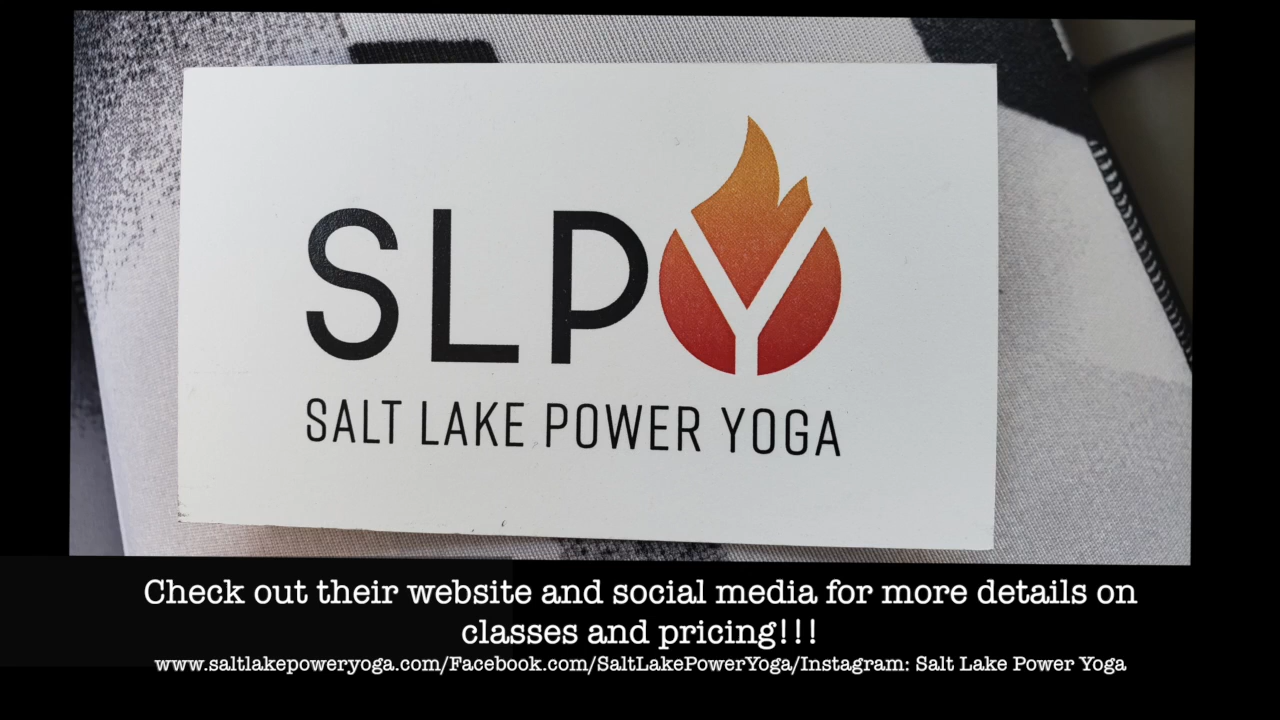 SLPY
SALT LAKE POWER YOGA
Check out their website and social media for more details on
classes and pricing!!!
www.saltlakepoweryoga.com/Facebook.com/SaltLakePowerYoga/Instagram: Salt Lake Power Yoga